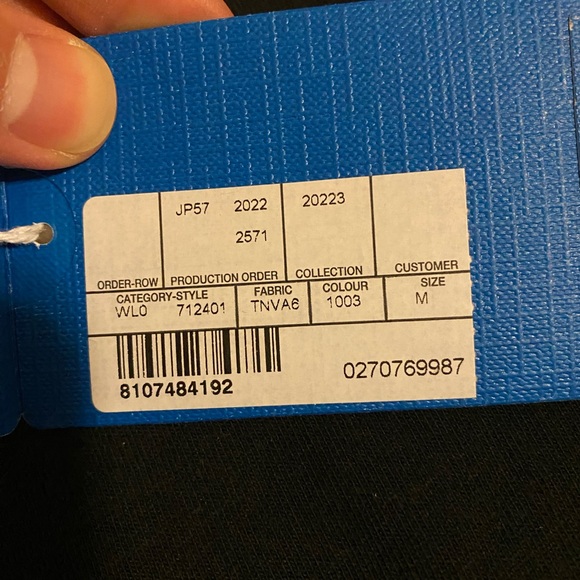 JP57 2022 20223
2571
ORDER-ROW PRODUCTION ORDER COLLECTION CUSTOMER
CATEGORY-STYLE FABRIC COLOUR SIZE
WL0 712401 TNVA6 1003 M
8107484192 0270769987